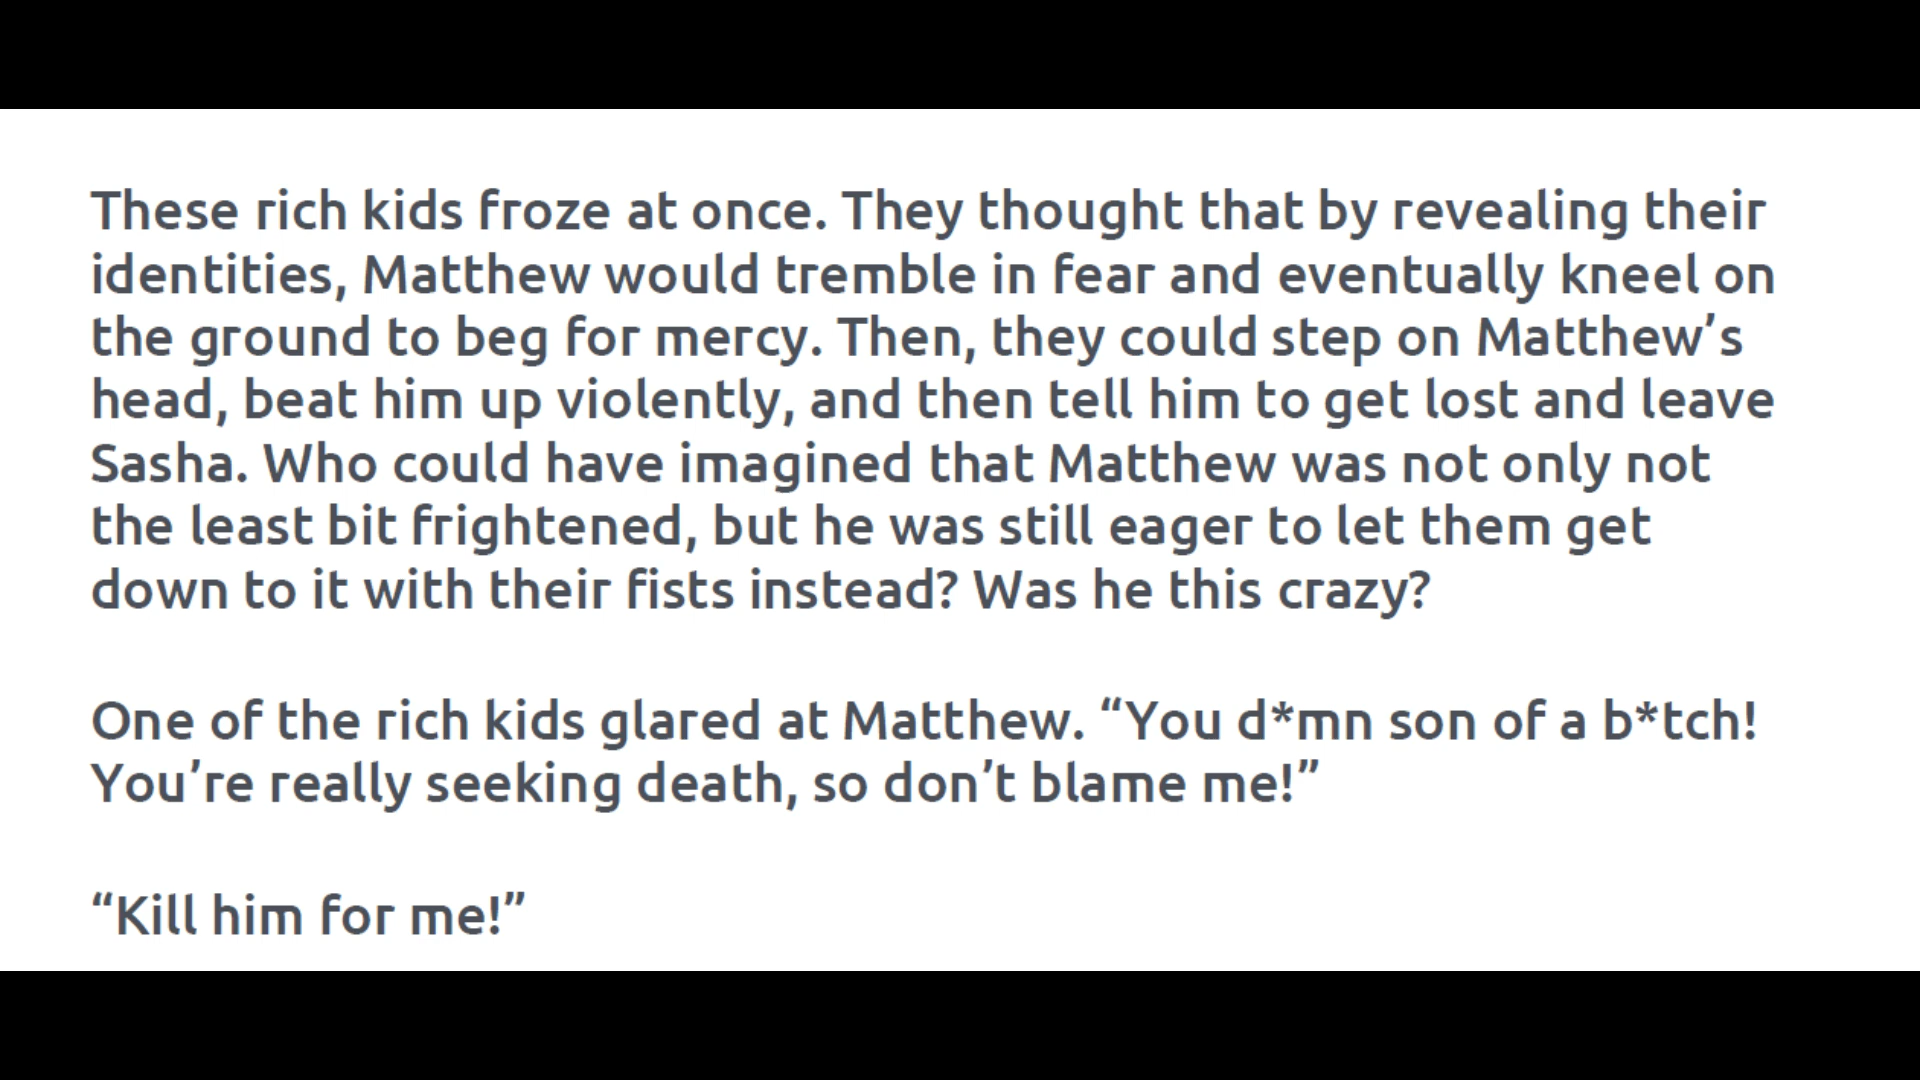 These rich kids froze at once. They thought that by revealing their
identities, Matthew would tremble in fear and eventually kneel on
the ground to beg for mercy. Then, they could step on Matthew’s
head, beat him up violently, and then tell him to get lost and leave
Sasha. Who could have imagined that Matthew was not only not
the least bit frightened, but he was still eager to let them get
down to it with their fists instead? Was he this crazy?
One of the rich kids glared at Matthew. “You d*mn son of a b*tch!
You’re really seeking death, so don’t blame me!”
“Kill him for me!”